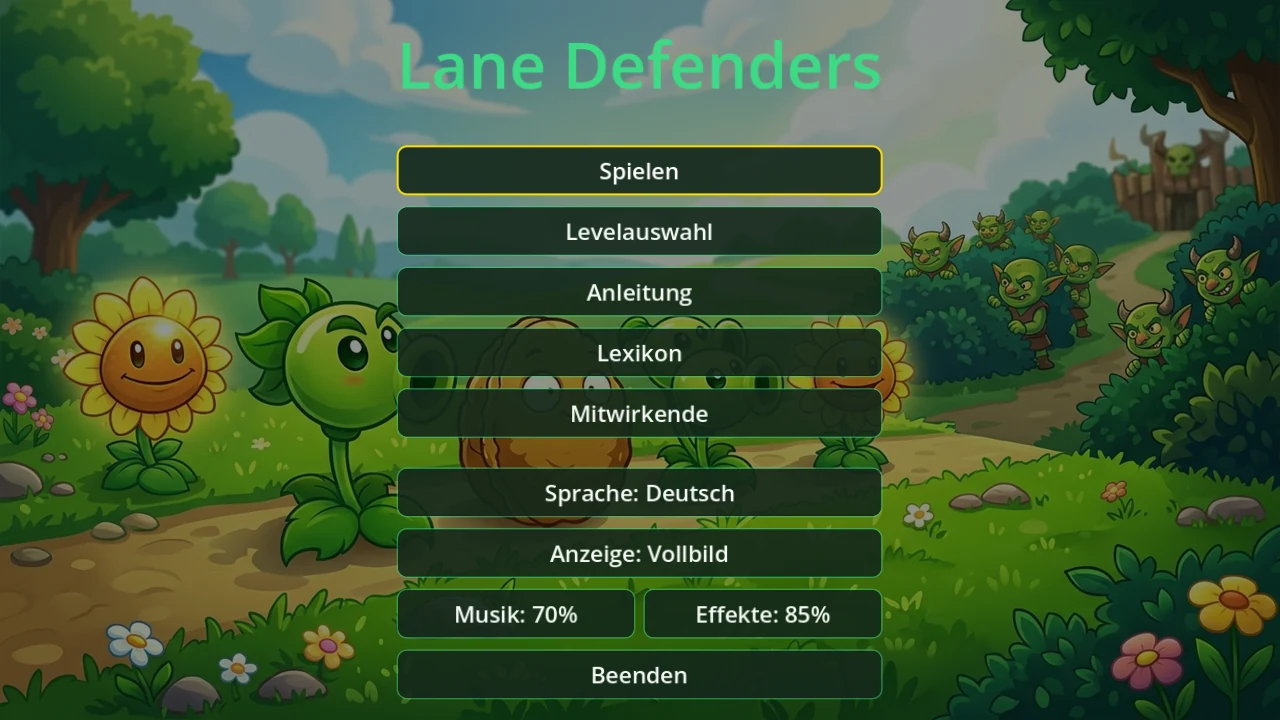 Lane Defenders
Spielen
Levelauswahl
Anleitung
Lexikon
Mitwirkende
Sprache: Deutsch
Anzeige: Vollbild
Musik: 70%
Effekte: 85%
Beenden